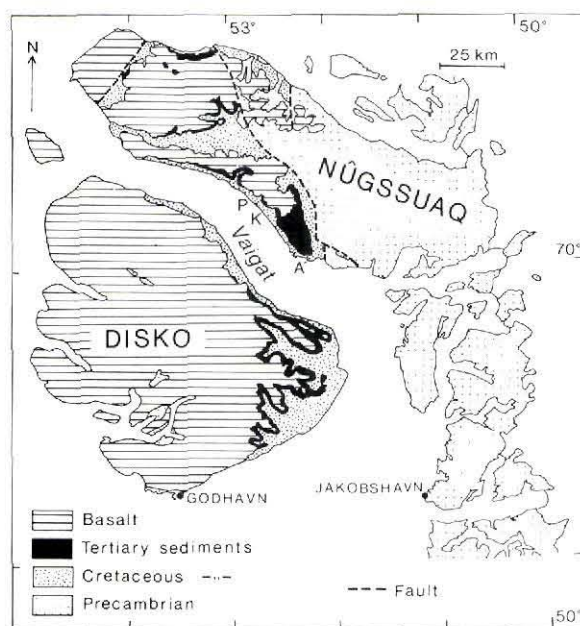 53° 50°
N
25 km
NÛGSSUAQ
P
K
Vaigat
A
70°
DISKO
GODHAVN
JAKOBSHAVN
Basalt
Tertiary sediments
Cretaceous
Fault
Precambrian
50°